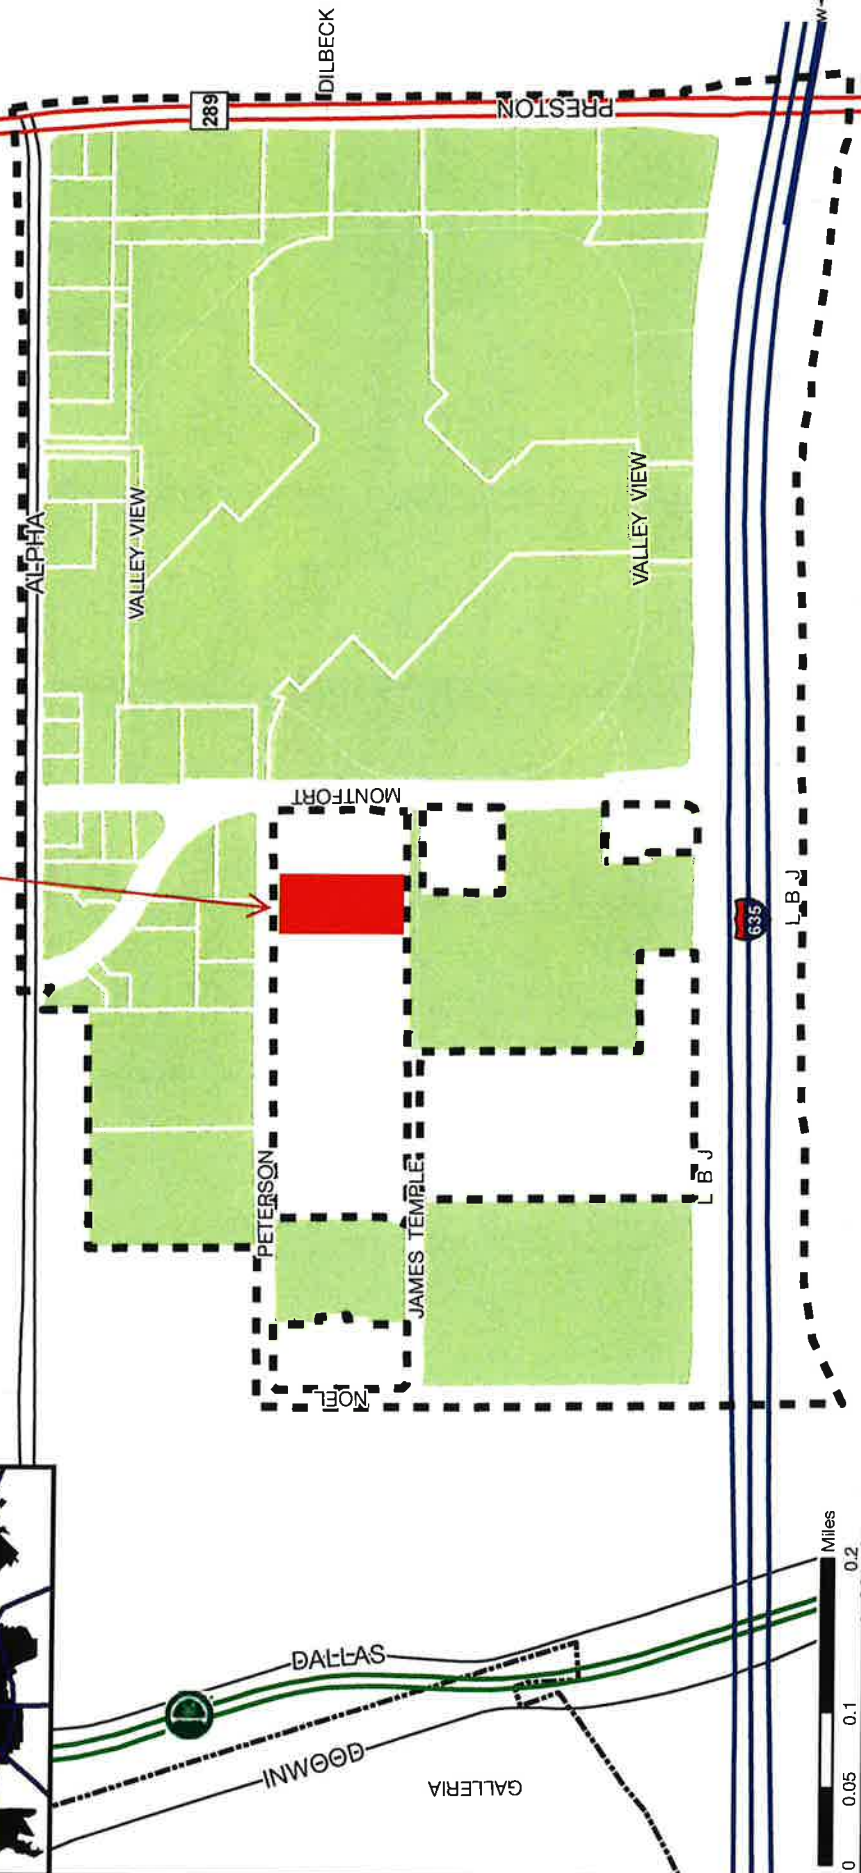 DILBECK
289
PRESTON
ALPHA
VALLEY VIEW
VALLEY VIEW
MONTFORT
635
L B J
PETERSON
JAMES TEMPLE
L B J
NOEL
DALLAS
INWOOD
GALLERIA
0 0.05 0.1 0.2
Miles